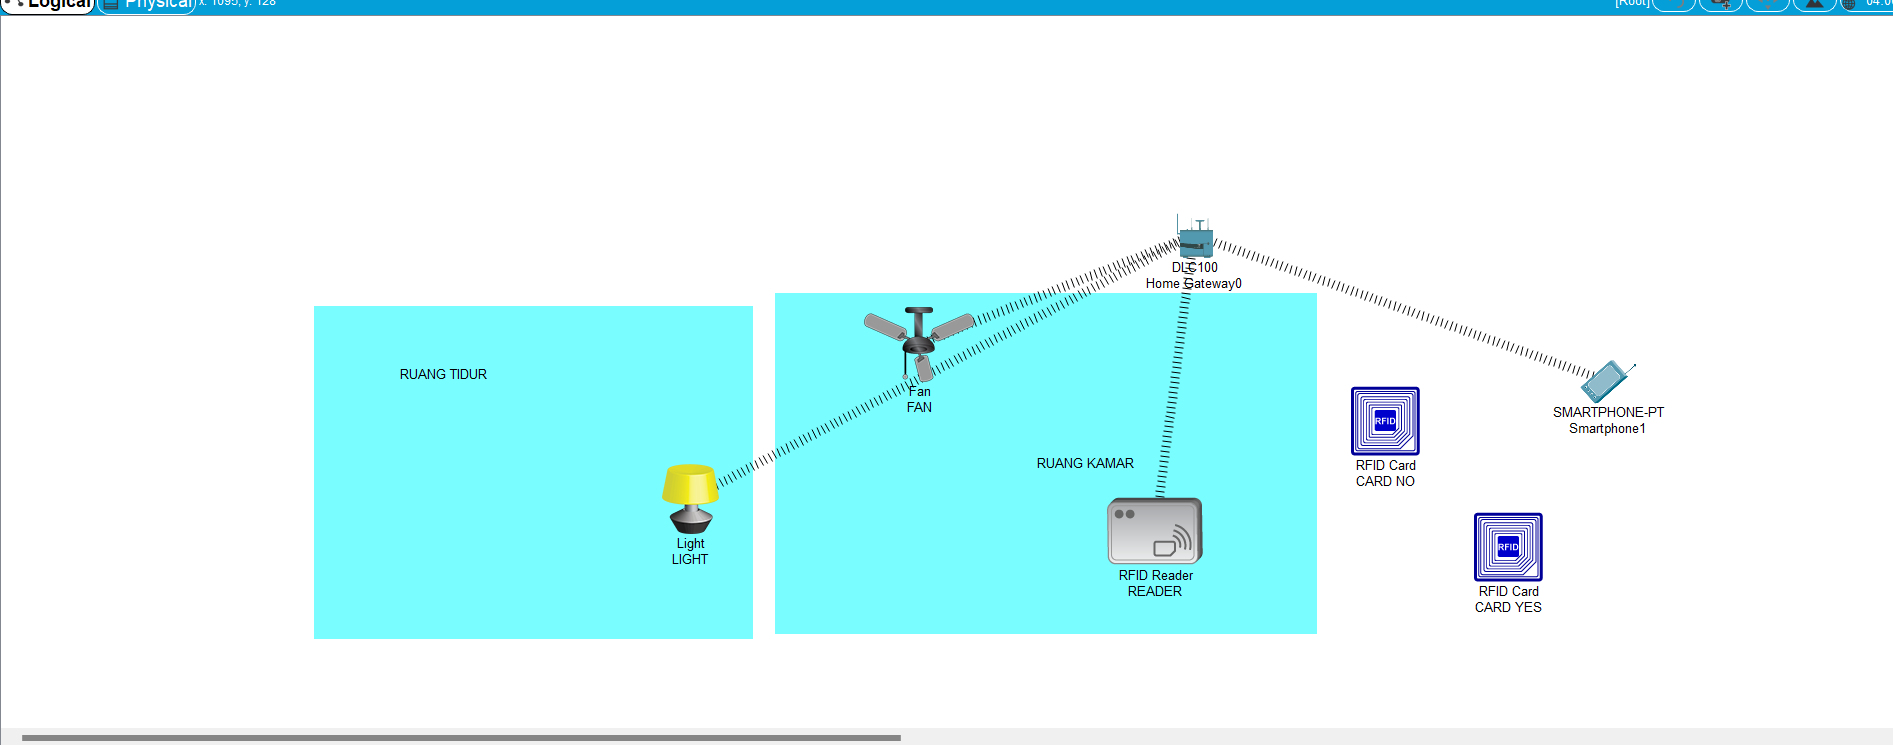 Logical
Physical
x: 1095, y: 128
[Root]
DLC100
Home Gateway0
RUANG TIDUR
Fan
FAN
SMARTPHONE-PT
Smartphone1
RFID
RFID Card
CARD NO
RUANG KAMAR
Light
LIGHT
RFID Reader
READER
RFID
RFID Card
CARD YES